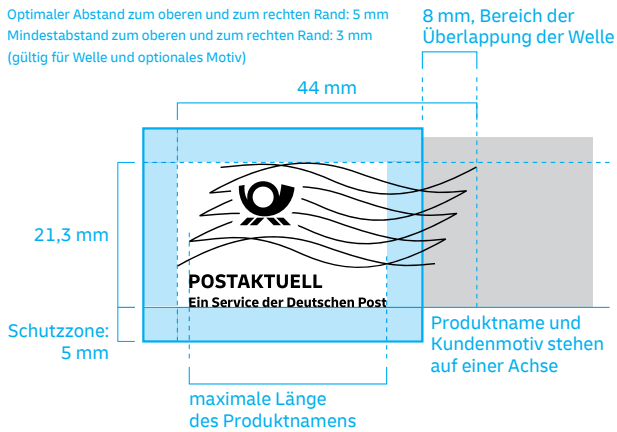 Optimaler Abstand zum oberen und zum rechten Rand: 5 mm
Mindestabstand zum oberen und zum rechten Rand: 3 mm
(gültig für Welle und optionales Motiv)
8 mm, Bereich der
Überlappung der Welle
44 mm
21,3 mm
POSTAKTUELL
Ein Service der Deutschen Post
Schutzzone:
5 mm
Produktname und
Kundenmotiv stehen
auf einer Achse
maximale Länge
des Produktnamens